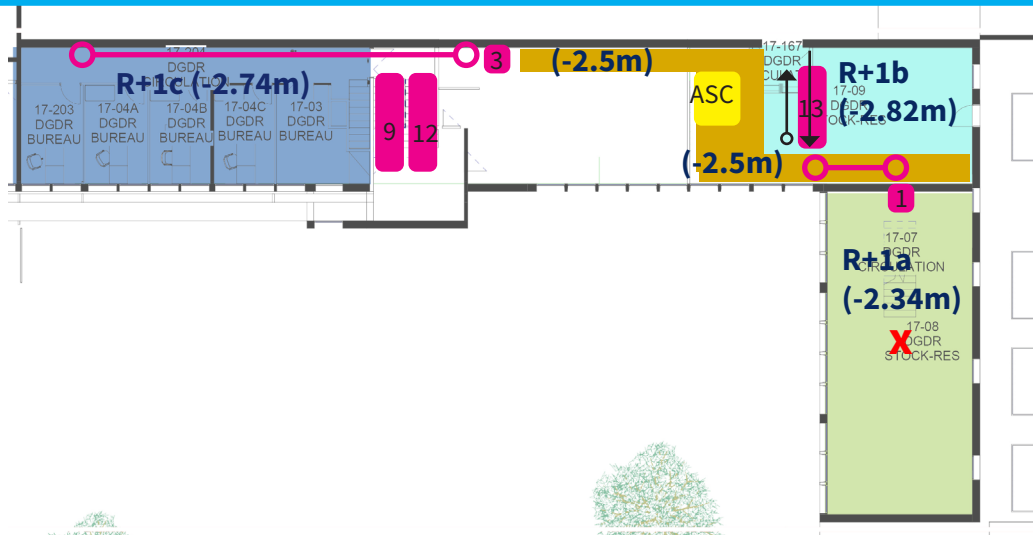 17-204
DGDR
CIRCULATION
R+1c (-2.74m)
17-203
DGDR
BUREAU
17-04A
DGDR
BUREAU
17-04B
DGDR
BUREAU
17-04C
DGDR
BUREAU
17-03
DGDR
BUREAU
3
9
12
(-2.5m)
ASC
(-2.5m)
17-167
DGDR
13
R+1b
(-2.82m)
17-09
DGDR
STOCK-RES
1
17-07
DGDR
CIRCULATION
R+1a
(-2.34m)
X
17-08
DGDR
STOCK-RES